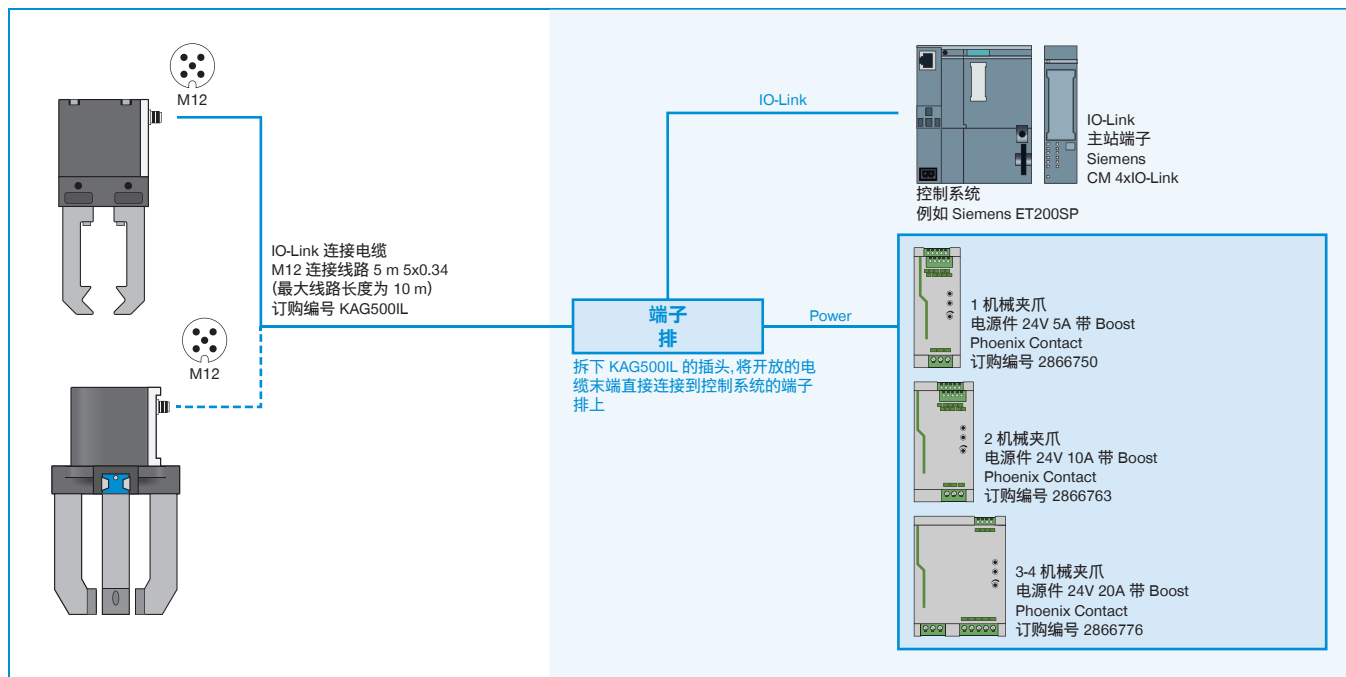 M12
IO-Link 连接电缆
M12 连接线路 5 m 5x0.34
(最大线路长度为 10 m)
订购编号 KAG500IL
M12
IO-Link
IO-Link
主站端子
Siemens
CM 4xIO-Link
控制系统
例如 Siemens ET200SP
端子
排
Power
拆下 KAG500IL 的插头,将开放的电
缆末端直接连接到控制系统的端子
排上
1 机械夹爪
电源件 24V 5A 带 Boost
Phoenix Contact
订购编号 2866750
2 机械夹爪
电源件 24V 10A 带 Boost
Phoenix Contact
订购编号 2866763
3-4 机械夹爪
电源件 24V 20A 带 Boost
Phoenix Contact
订购编号 2866776